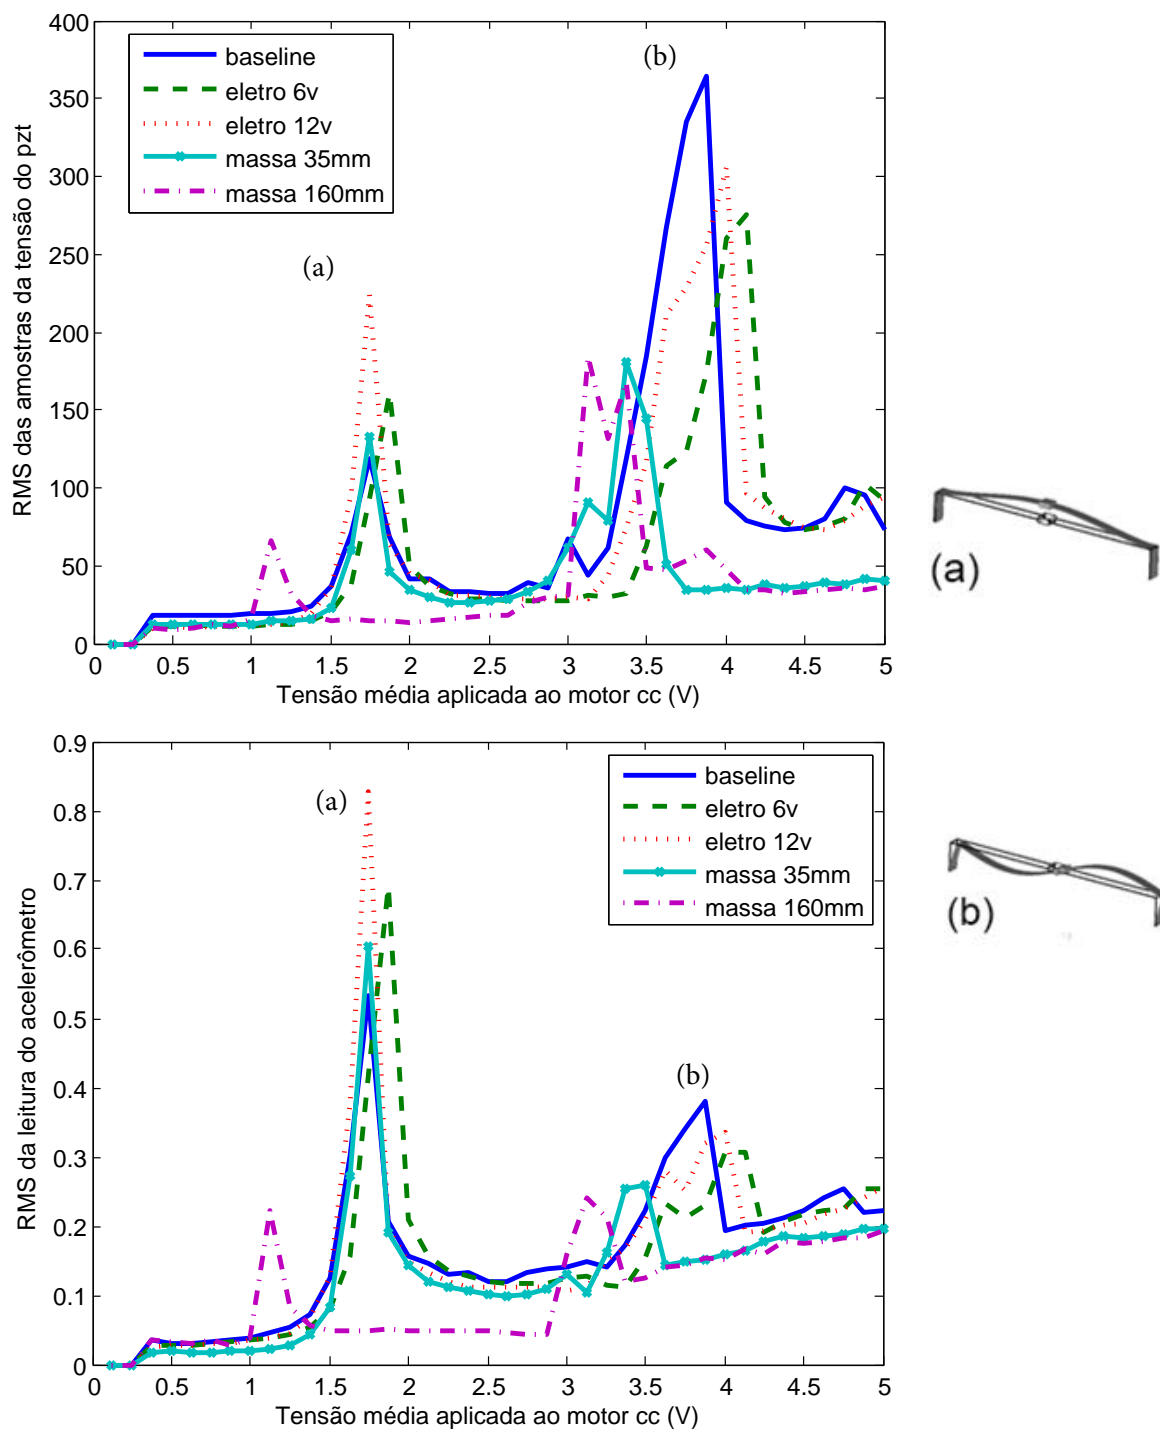 400
350
300
250
200
150
100
50
0
RMS das amostras da tensão do pzt
baseline
eletro 6v
eletro 12v
massa 35mm
massa 160mm
(a)
(b)
0 0.5 1 1.5 2 2.5 3 3.5 4 4.5 5
Tensão média aplicada ao motor cc (V)
(a)
0.9
0.8
0.7
0.6
0.5
0.4
0.3
0.2
0.1
0
RMS da leitura do acelerômetro
(a)
baseline
eletro 6v
eletro 12v
massa 35mm
massa 160mm
(b)
0 0.5 1 1.5 2 2.5 3 3.5 4 4.5 5
Tensão média aplicada ao motor cc (V)
(b)